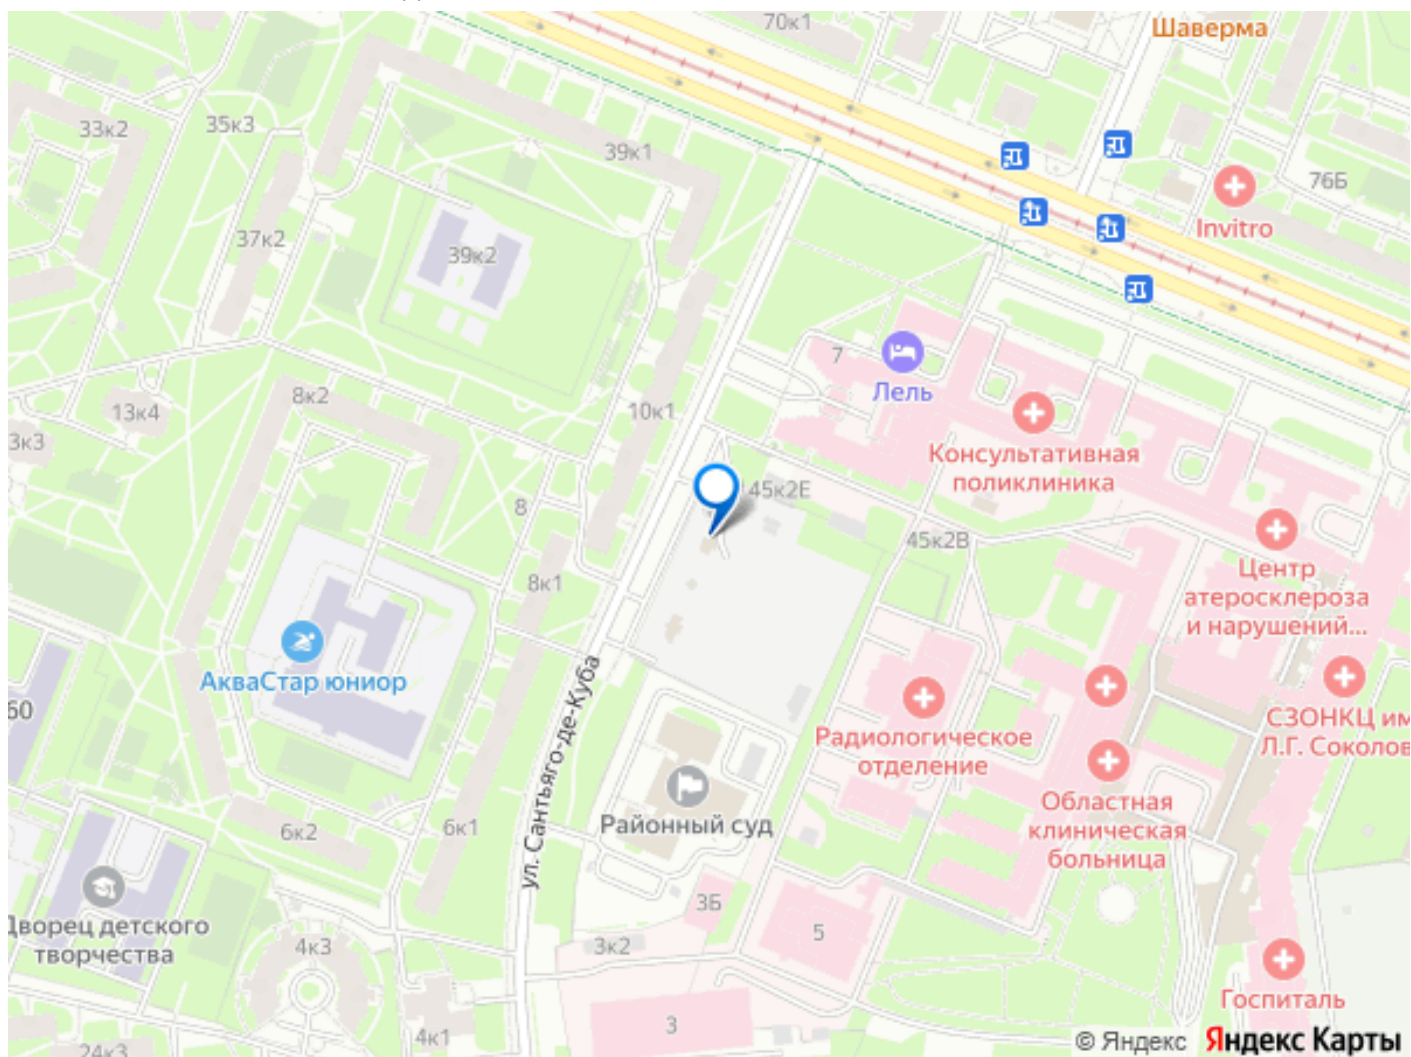 70к1
Шаверма
33к2
35к3
39к1
76Б
Invitro
37к2
39к2
7
Лель
8к2
13к4
10к1
3к3
Консультативная
поликлиника
45к2Е
8
45к2В
8к1
Центр
атеросклероза
и нарушений...
АкваСтар юниор
ул. Сантьяго-де-Куба
60
Радиологическое
отделение
СЗОНКЦ им
Л.Г. Соколов
Районный суд
Областная
клиническая
больница
6к2
6к1
3Б
Дворец детского
творчества
4к3
3к2
5
Госпиталь
3
4к1
24к3
© Яндекс Яндекс Карты